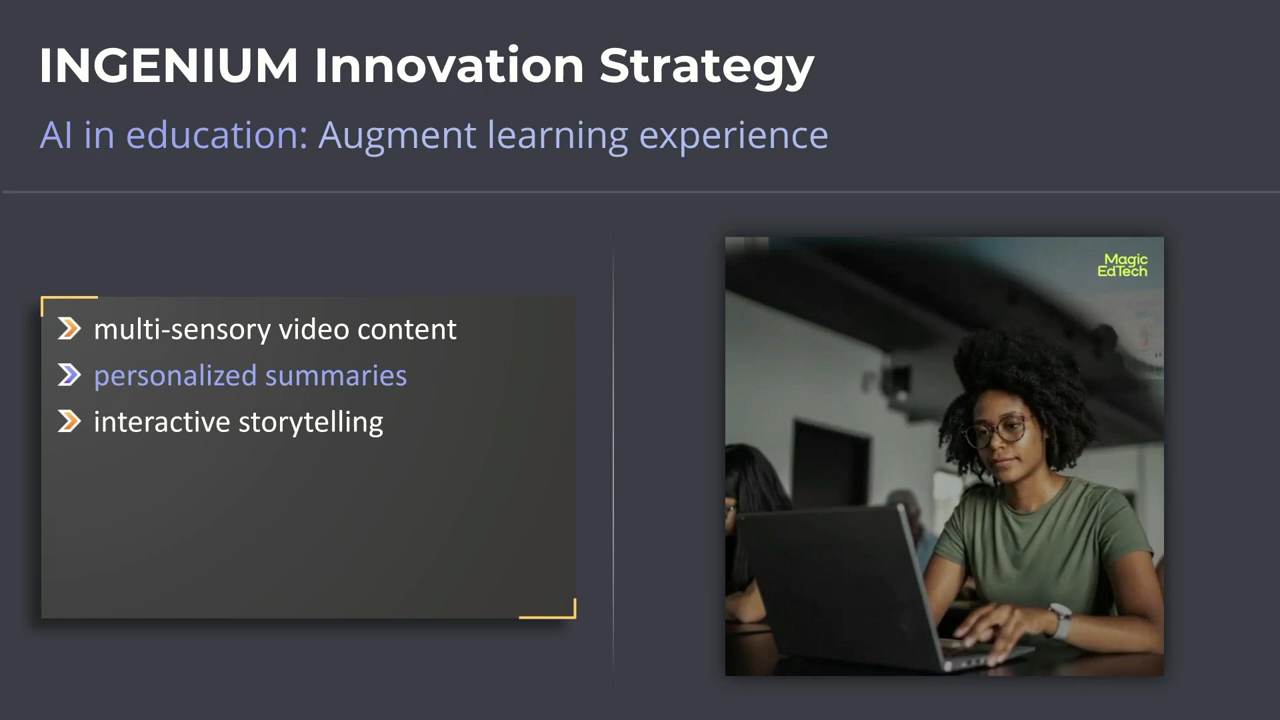 INGENIUM Innovation Strategy
AI in education: Augment learning experience
multi-sensory video content
personalized summaries
interactive storytelling
Magic
EdTech